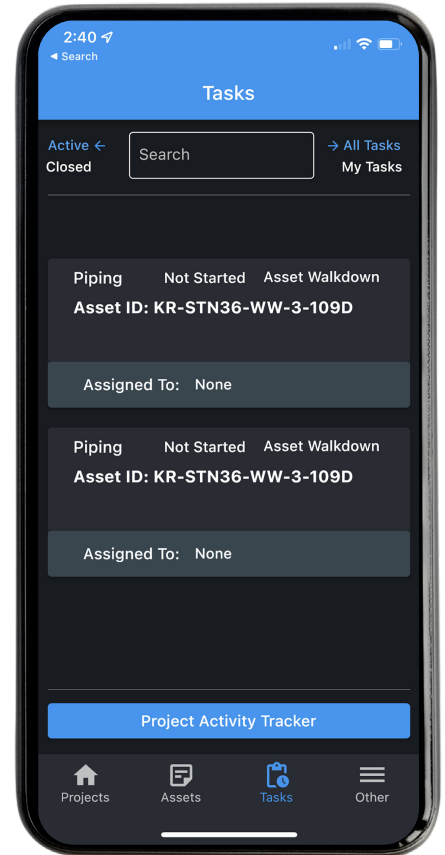 2:40
◄ Search
Tasks
Active ← → All Tasks
Closed Search My Tasks
Piping Not Started Asset Walkdown
Asset ID: KR-STN36-WW-3-109D
Assigned To: None
Piping Not Started Asset Walkdown
Asset ID: KR-STN36-WW-3-109D
Assigned To: None
Project Activity Tracker
Projects Assets Tasks Other